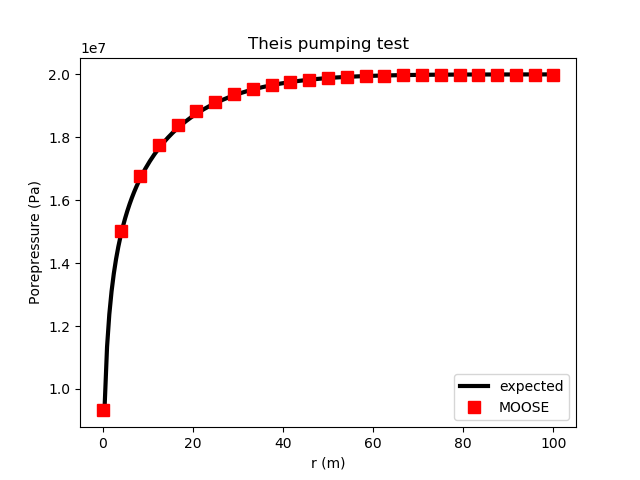 Theis pumping test
1e7
2.0
1.8
1.6
1.4
1.2
1.0
Porepressure (Pa)
0 20 40 60 80 100
r (m)
expected
MOOSE